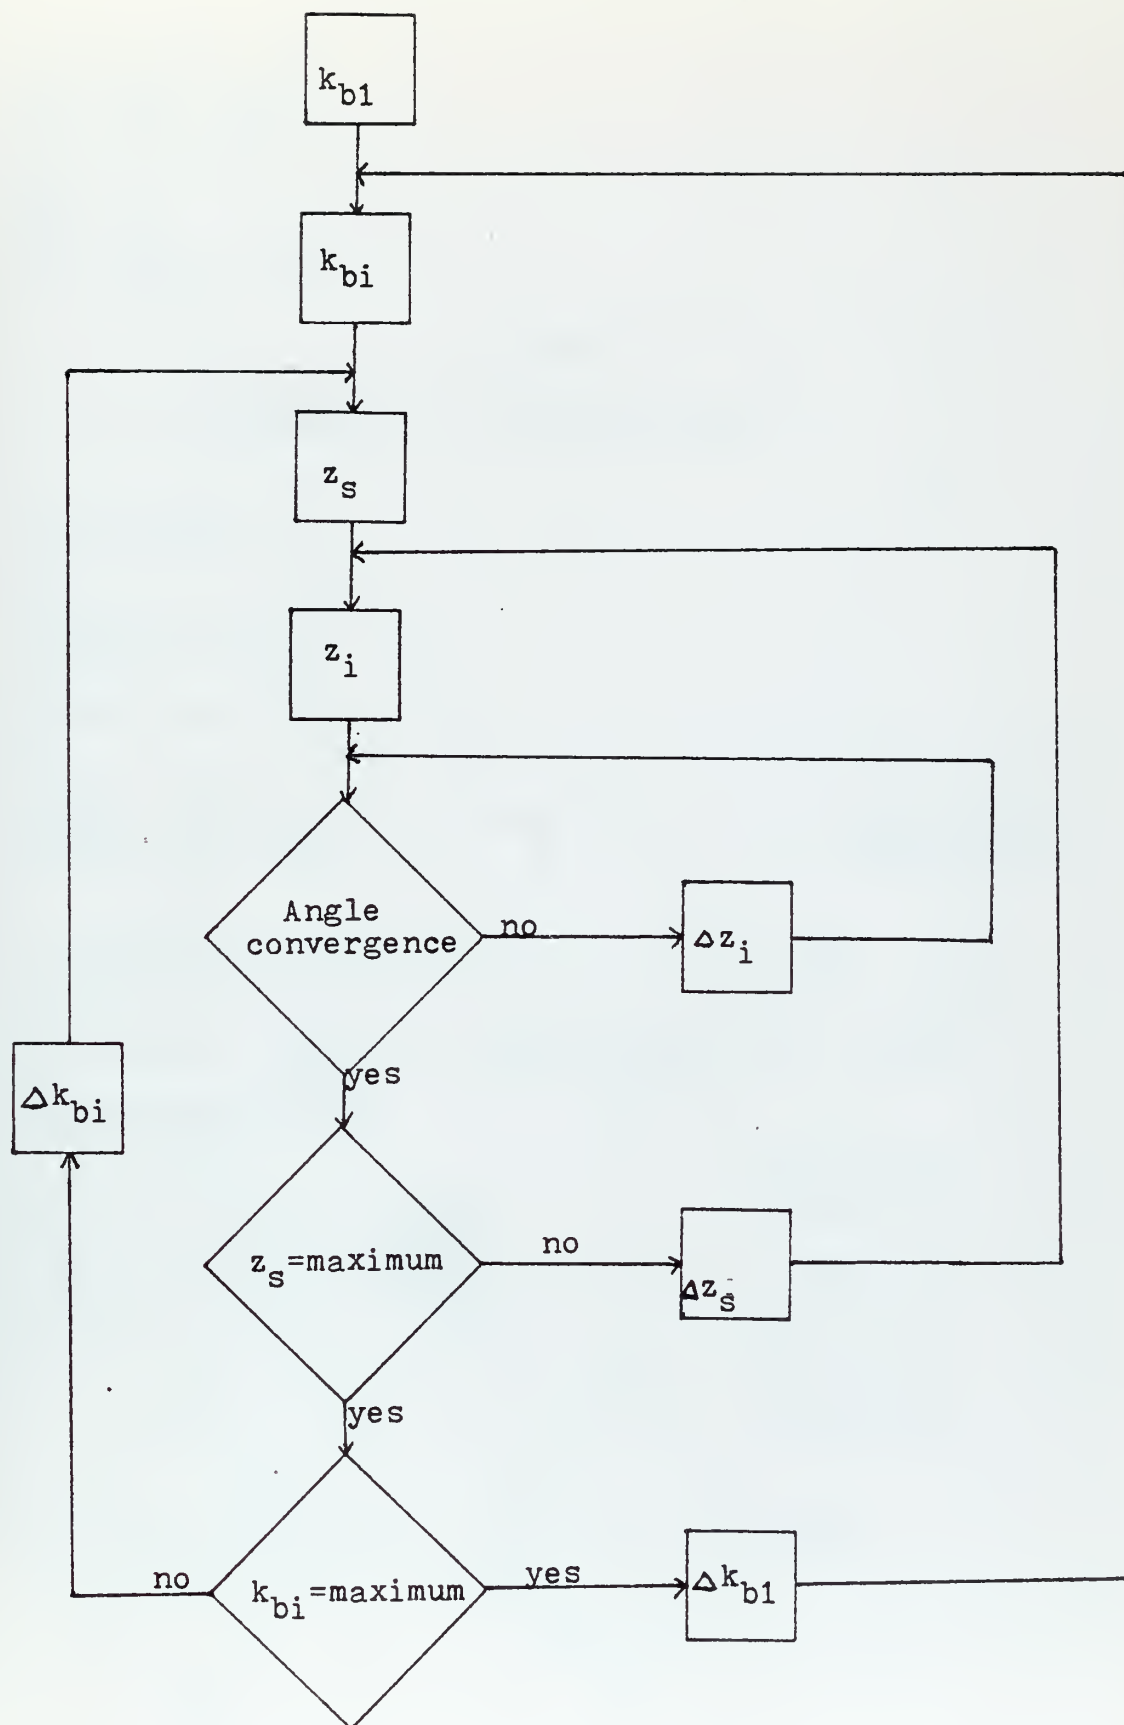 k_b1
k_bi
z_s
z_i
Angle
convergence
no
Δz_i
yes
Δk_bi
z_s=maximum
no
Δz_s
yes
no
k_bi=maximum
yes
Δk_b1